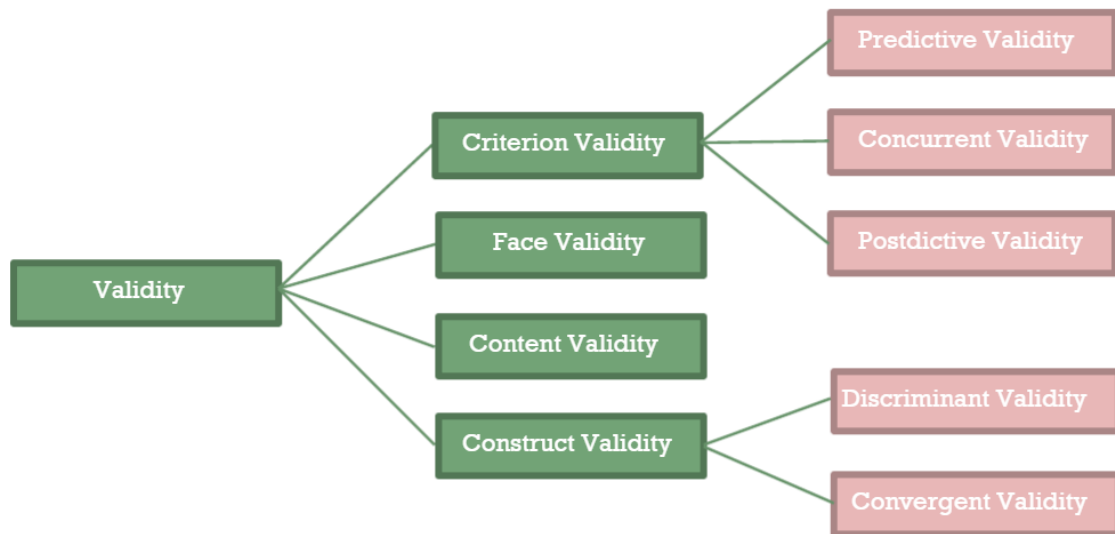 Validity
Criterion Validity
Face Validity
Content Validity
Construct Validity
Predictive Validity
Concurrent Validity
Postdictive Validity
Discriminant Validity
Convergent Validity